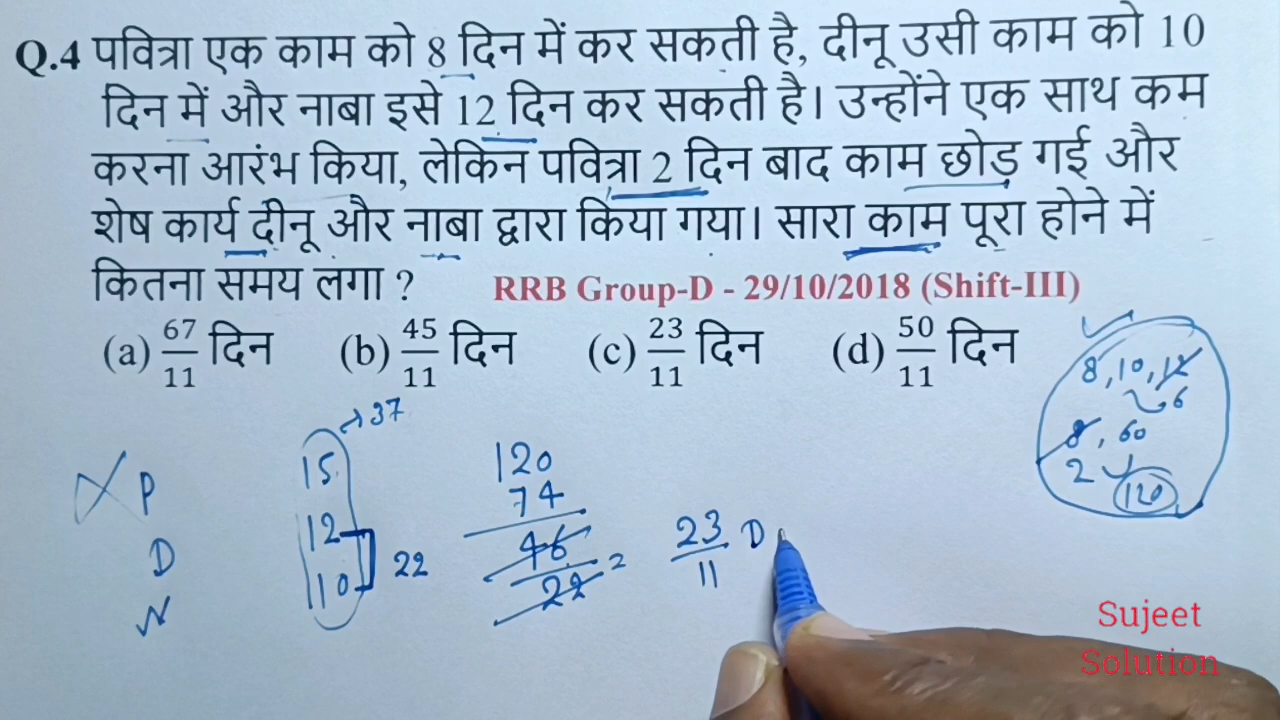 Q.4 पवित्रा एक काम को 8 दिन में कर सकती है, दीनू उसी काम को 10
दिन में और नाबा इसे 12 दिन कर सकती है। उन्होंने एक साथ कम
करना आरंभ किया, लेकिन पवित्रा 2 दिन बाद काम छोड़ गई और
शेष कार्य दीनू और नाबा द्वारा किया गया। सारा काम पूरा होने में
कितना समय लगा ? RRB Group-D - 29/10/2018 (Shift-III)
(a) 67/11 दिन (b) 45/11 दिन (c) 23/11 दिन (d) 50/11 दिन
8, 10, 12
6
8, 60
2
120
37
P 15
D 12
N 10
22
120
74
46/22 = 23/11 D
Sujeet
Solution